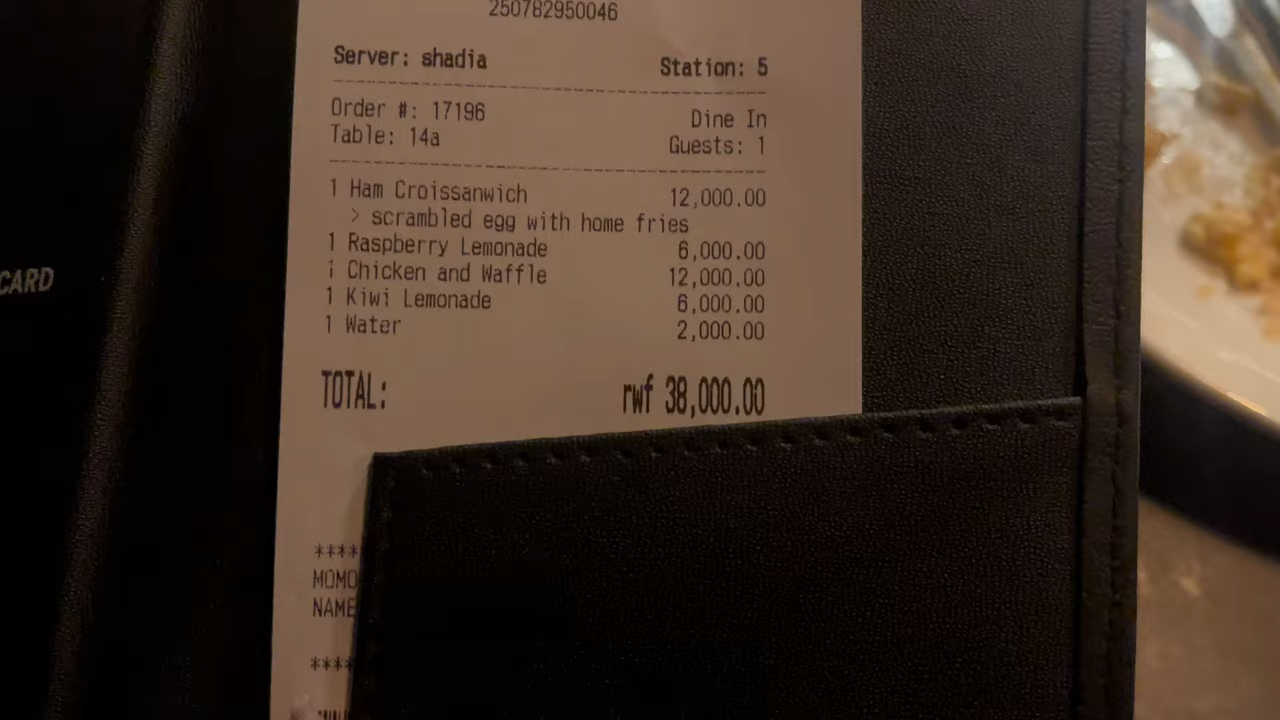 250782950046
Server: shadia Station: 5
Order #: 17196 Dine In
Table: 14a Guests: 1
1 Ham Croissanwich 12,000.00
> scrambled egg with home fries
1 Raspberry Lemonade 6,000.00
1 Chicken and Waffle 12,000.00
1 Kiwi Lemonade 6,000.00
1 Water 2,000.00
TOTAL: rwf 38,000.00
****
MOMO
NAME
****
CARD